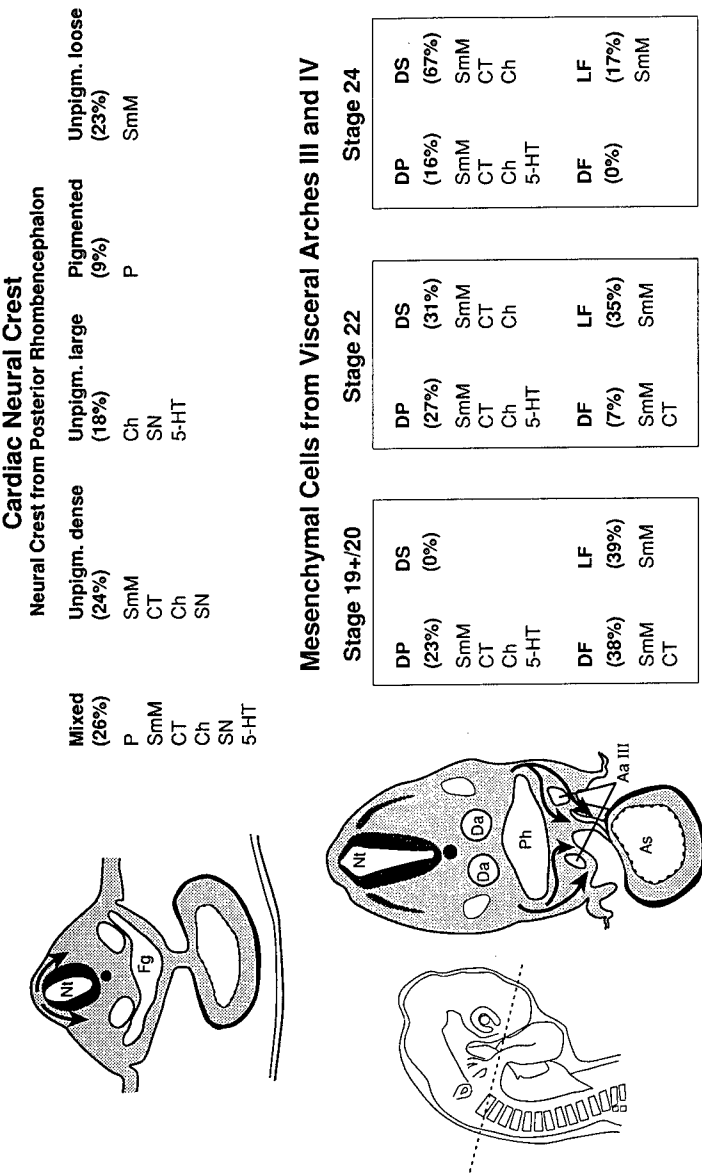 Cardiac Neural Crest
Neural Crest from Posterior Rhombencephalon
Mixed
(26%)
P
SmM
CT
Ch
SN
5-HT
Unpigm. dense
(24%)
SmM
CT
Ch
SN
Unpigm. large
(18%)
Ch
SN
5-HT
Pigmented
(9%)
P
Unpigm. loose
(23%)
SmM
Nt
Fg
Mesenchymal Cells from Visceral Arches III and IV
Stage 19+/20
DP
(23%)
SmM
CT
Ch
5-HT
DS
(0%)
DF
(38%)
SmM
CT
LF
(39%)
SmM
Stage 22
DP
(27%)
SmM
CT
Ch
5-HT
DS
(31%)
SmM
CT
Ch
DF
(7%)
SmM
CT
LF
(35%)
SmM
Stage 24
DP
(16%)
SmM
CT
Ch
5-HT
DS
(67%)
SmM
CT
Ch
DF
(0%)
LF
(17%)
SmM
Nt
Da
Da
Ph
Aa III
As